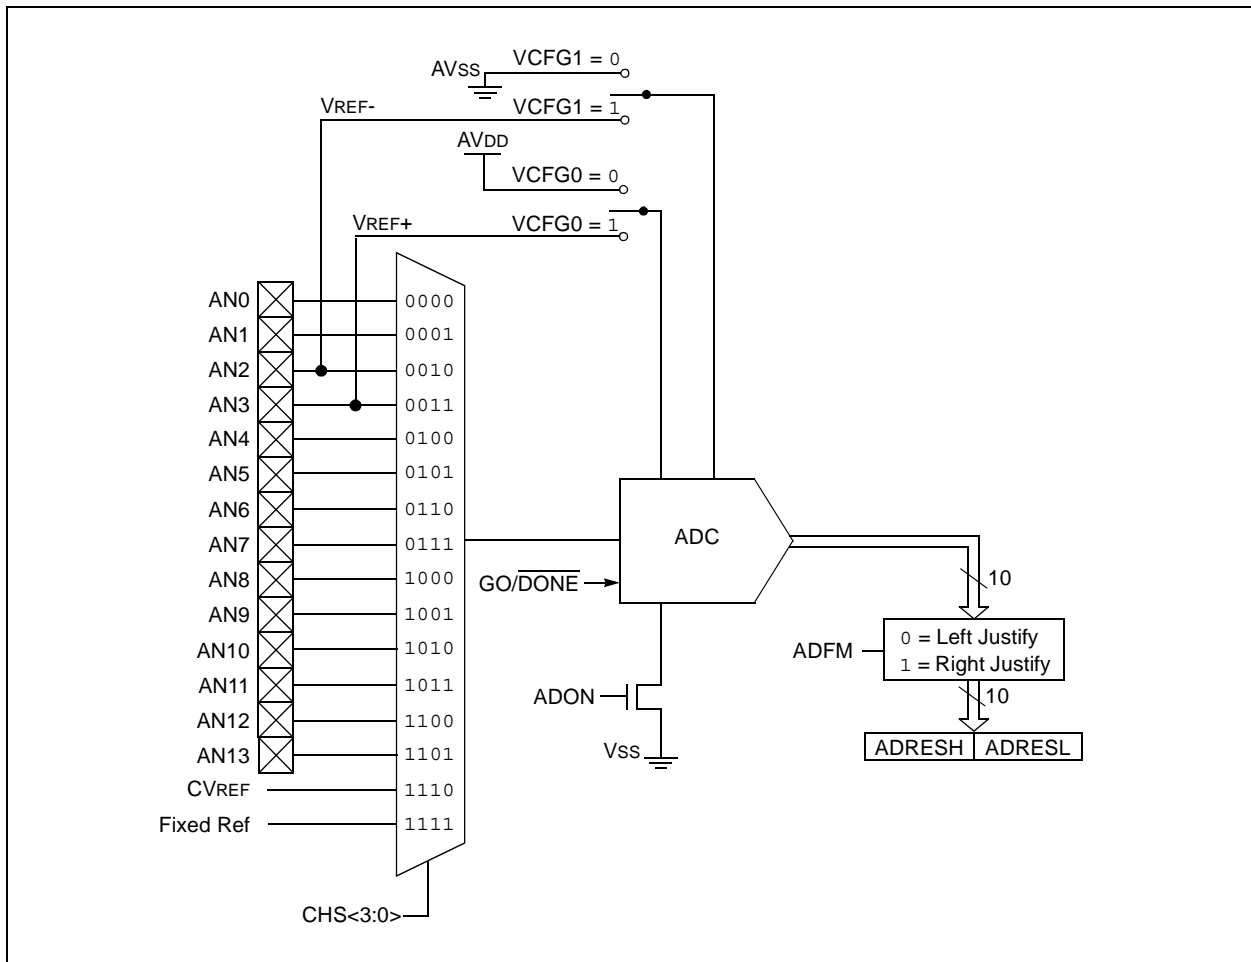 AVSS
VCFG1 = 0
VREF-
VCFG1 = 1
AVDD
VCFG0 = 0
VREF+
VCFG0 = 1
AN0 0000
AN1 0001
AN2 0010
AN3 0011
AN4 0100
AN5 0101
AN6 0110
AN7 0111
AN8 1000
AN9 1001
AN10 1010
AN11 1011
AN12 1100
AN13 1101
CVREF 1110
Fixed Ref 1111
CHS<3:0>
ADC
GO/DONE
ADON
VSS
10
ADFM
0 = Left Justify
1 = Right Justify
10
ADRESH ADRESL